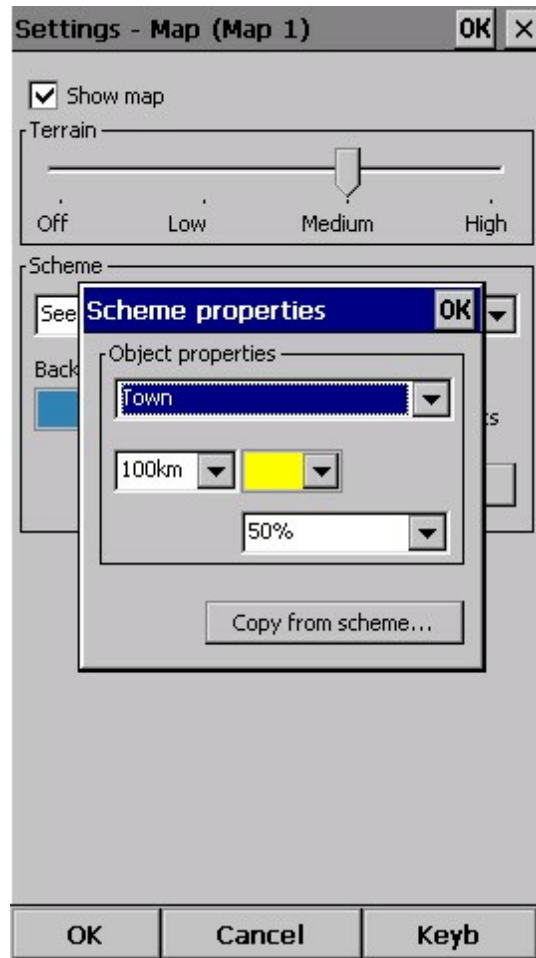 Settings - Map (Map 1) OK ×
Show map
Terrain
Off Low Medium High
Scheme
See
Scheme properties OK
Object properties
Back
Town
100km
50%
Copy from scheme...
OK Cancel Keyb